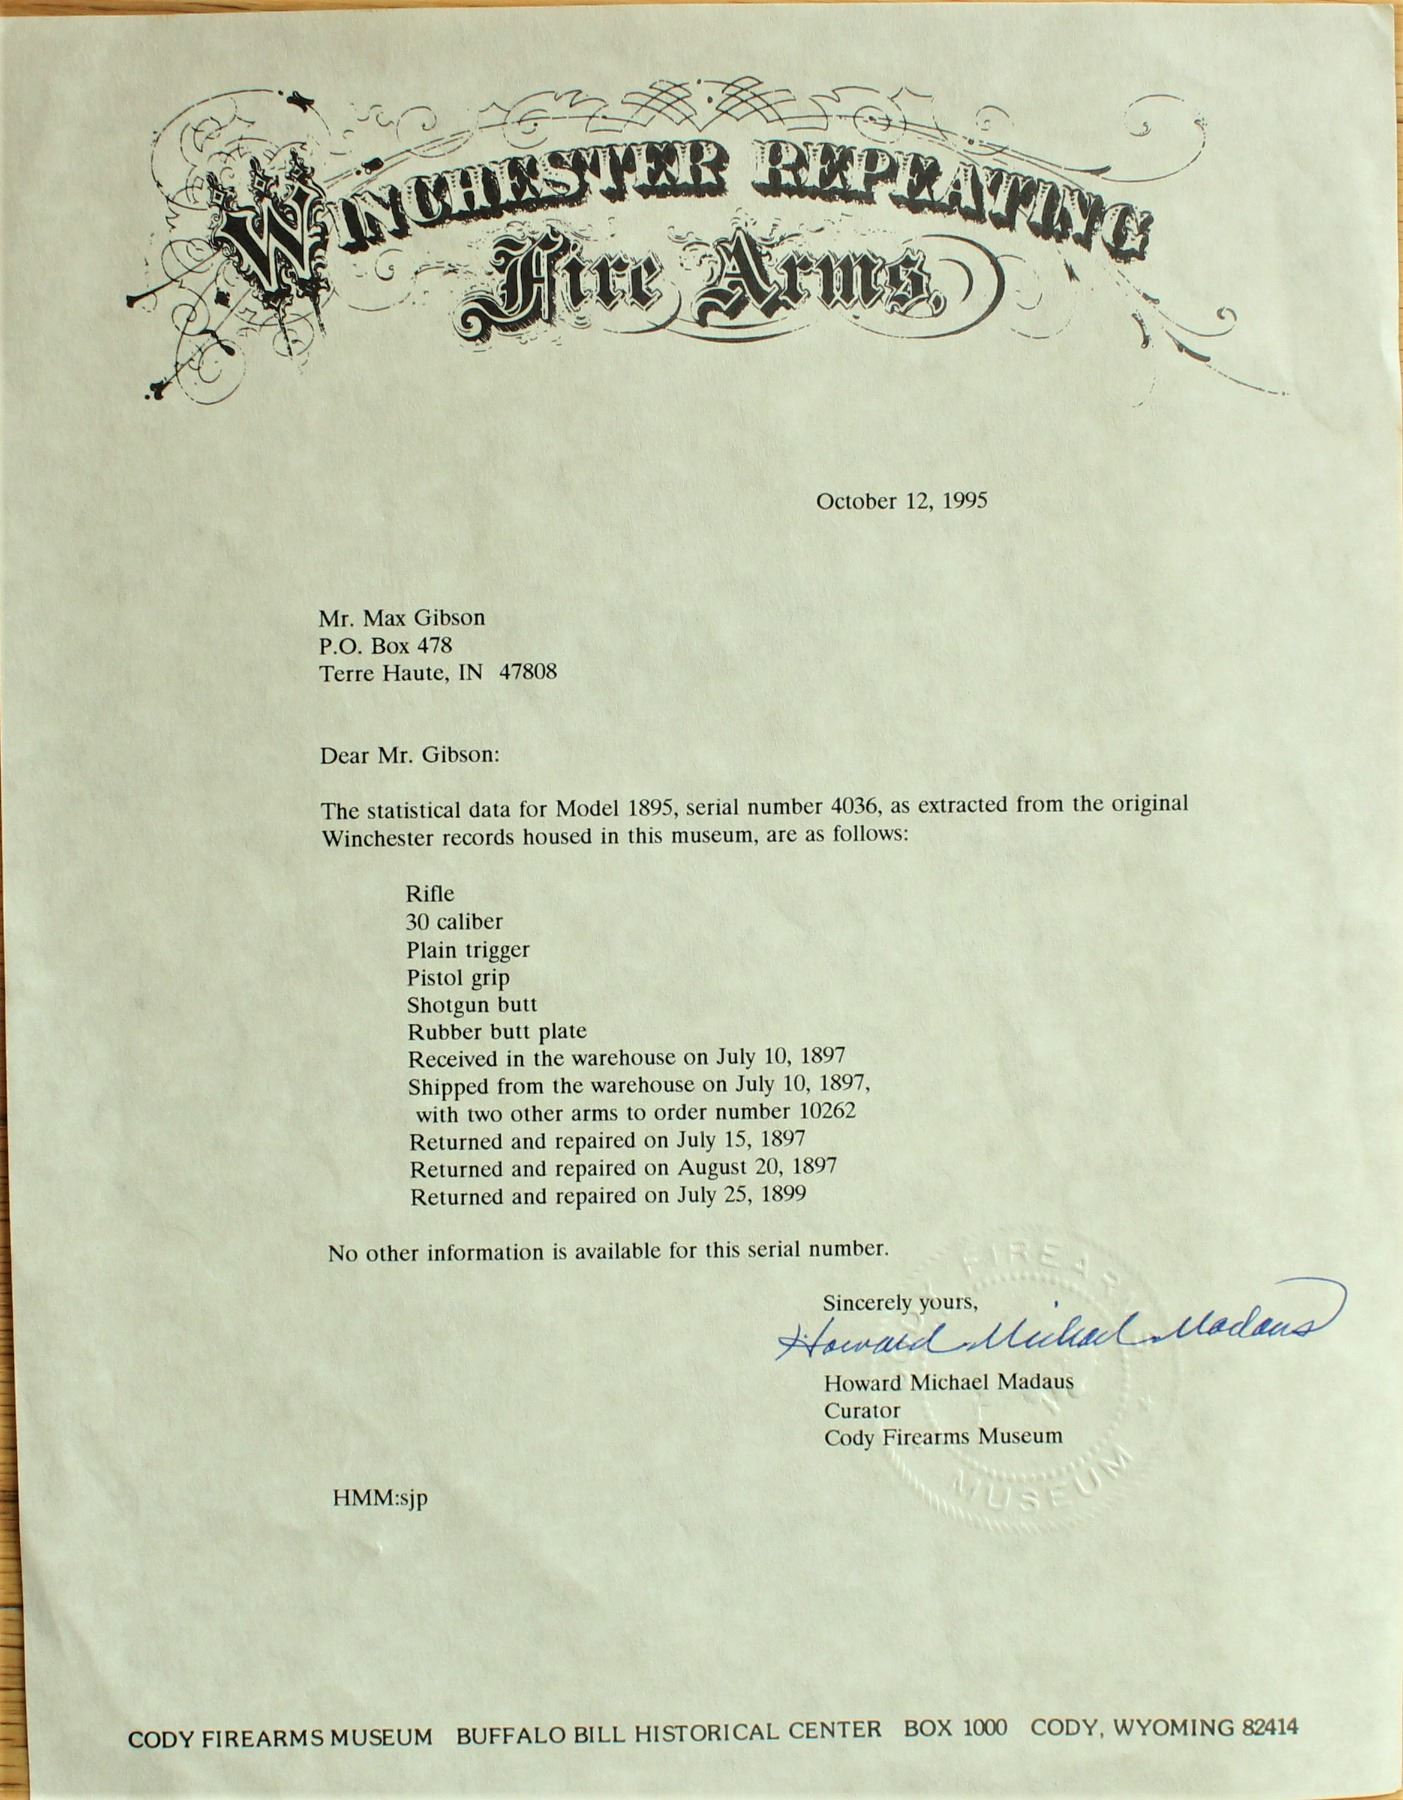 WINCHESTER REPEATING
Fire Arms,
October 12, 1995
Mr. Max Gibson
P.O. Box 478
Terre Haute, IN 47808
Dear Mr. Gibson:
The statistical data for Model 1895, serial number 4036, as extracted from the original
Winchester records housed in this museum, are as follows:
Rifle
30 caliber
Plain trigger
Pistol grip
Shotgun butt
Rubber butt plate
Received in the warehouse on July 10, 1897
Shipped from the warehouse on July 10, 1897,
with two other arms to order number 10262
Returned and repaired on July 15, 1897
Returned and repaired on August 20, 1897
Returned and repaired on July 25, 1899
No other information is available for this serial number.
Sincerely yours,
Howard Michael Madaus
Howard Michael Madaus
Curator
Cody Firearms Museum
MUSEUM
HMM:sjp
CODY FIREARMS MUSEUM BUFFALO BILL HISTORICAL CENTER BOX 1000 CODY, WYOMING 82414